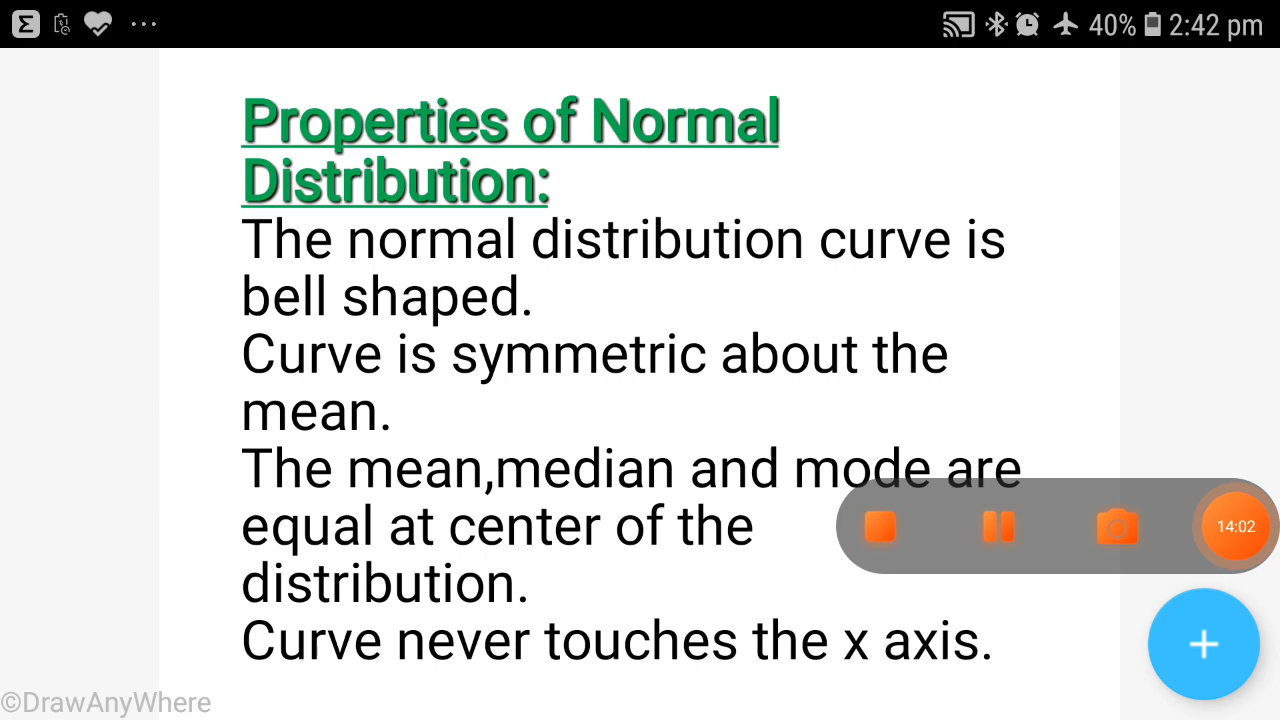 40% 2:42 pm
Properties of Normal
Distribution:
The normal distribution curve is
bell shaped.
Curve is symmetric about the
mean.
The mean,median and mode are
equal at center of the
distribution.
14:02
Curve never touches the x axis.
©DrawAnyWhere